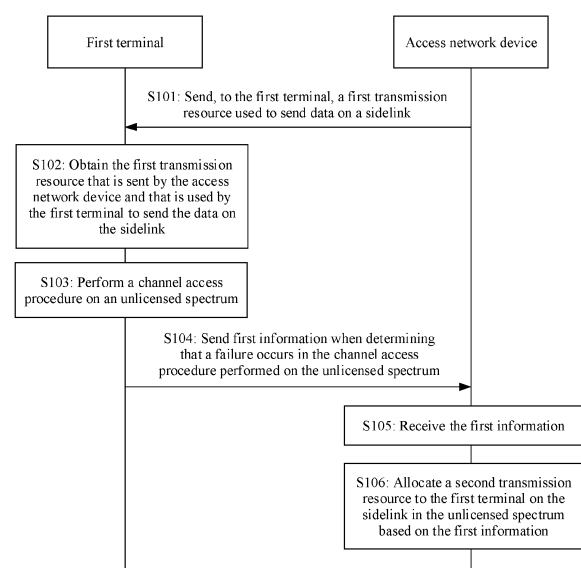 First terminal
Access network device
S101: Send, to the first terminal, a first transmission
resource used to send data on a sidelink
S102: Obtain the first transmission
resource that is sent by the access
network device and that is used by
the first terminal to send the data on
the sidelink
S103: Perform a channel access
procedure on an unlicensed spectrum
S104: Send first information when determining
that a failure occurs in the channel access
procedure performed on the unlicensed spectrum
S105: Receive the first information
S106: Allocate a second transmission
resource to the first terminal on the
sidelink in the unlicensed spectrum
based on the first information